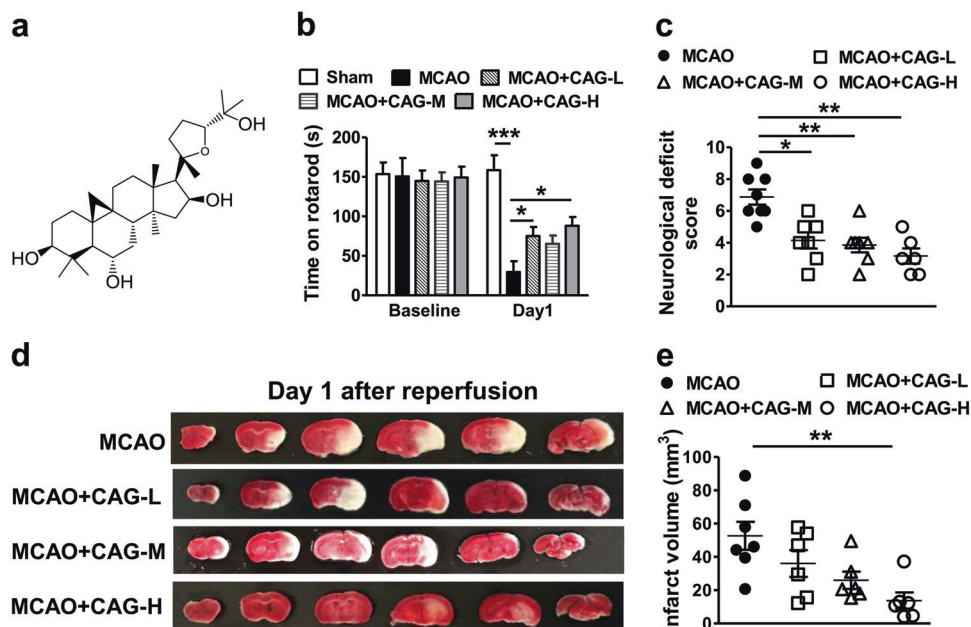 a
OH
O
OH
HO
OH
b
Sham MCAO MCAO+CAG-L
MCAO+CAG-M MCAO+CAG-H
Time on rotarod (s)
200
150
100
50
0
***
*
*
Baseline Day1
c
MCAO MCAO+CAG-L
MCAO+CAG-M MCAO+CAG-H
Neurological deficit
score
10
8
6
4
2
0
**
**
*
d
Day 1 after reperfusion
MCAO
MCAO+CAG-L
MCAO+CAG-M
MCAO+CAG-H
e
MCAO MCAO+CAG-L
MCAO+CAG-M MCAO+CAG-H
nfarct volume (mm³)
100
80
60
40
20
0
**